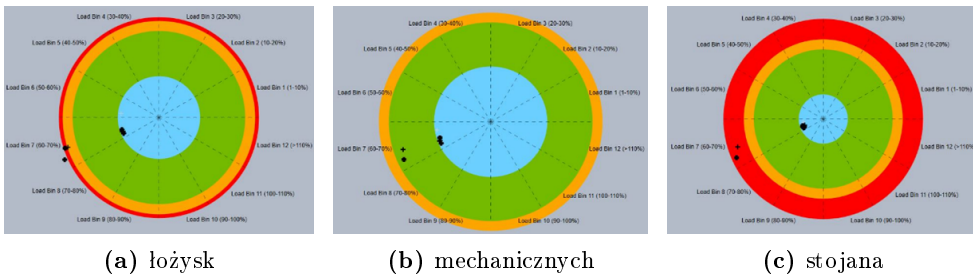 Load Bin 4 (30-40%) Load Bin 3 (20-30%)
Load Bin 5 (40-50%) Load Bin 2 (10-20%)
Load Bin 6 (50-60%) Load Bin 1 (1-10%)
Load Bin 7 (60-70%) Load Bin 12 (>110%)
Load Bin 8 (70-80%) Load Bin 11 (100-110%)
Load Bin 9 (80-90%) Load Bin 10 (90-100%)
(a) łożysk
Load Bin 4 (30-40%) Load Bin 3 (20-30%)
Load Bin 5 (40-50%) Load Bin 2 (10-20%)
Load Bin 6 (50-60%) Load Bin 1 (1-10%)
Load Bin 7 (60-70%) Load Bin 12 (>110%)
Load Bin 8 (70-80%) Load Bin 11 (100-110%)
Load Bin 9 (80-90%) Load Bin 10 (90-100%)
(b) mechanicznych
Load Bin 4 (30-40%) Load Bin 3 (20-30%)
Load Bin 5 (40-50%) Load Bin 2 (10-20%)
Load Bin 6 (50-60%) Load Bin 1 (1-10%)
Load Bin 7 (60-70%) Load Bin 12 (>110%)
Load Bin 8 (70-80%) Load Bin 11 (100-110%)
Load Bin 9 (80-90%) Load Bin 10 (90-100%)
(c) stojana